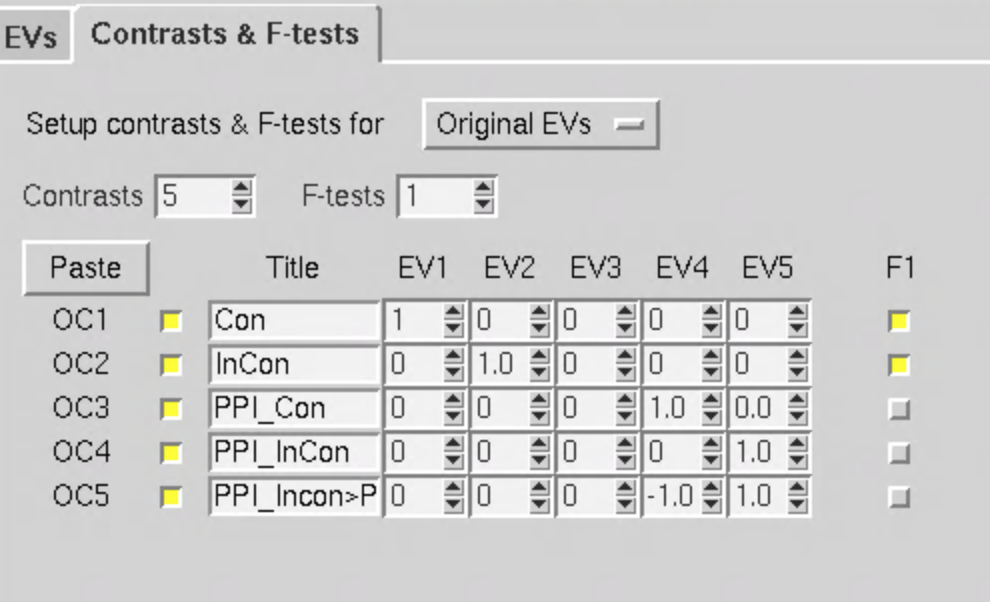 EVs Contrasts & F-tests
Setup contrasts & F-tests for Original EVs
Contrasts 5 F-tests 1
Paste Title EV1 EV2 EV3 EV4 EV5 F1
OC1 Con 1 0 0 0 0
OC2 InCon 0 1.0 0 0 0
OC3 PPI_Con 0 0 0 1.0 0.0
OC4 PPI_InCon 0 0 0 0 1.0
OC5 PPI_Incon>P 0 0 0 -1.0 1.0